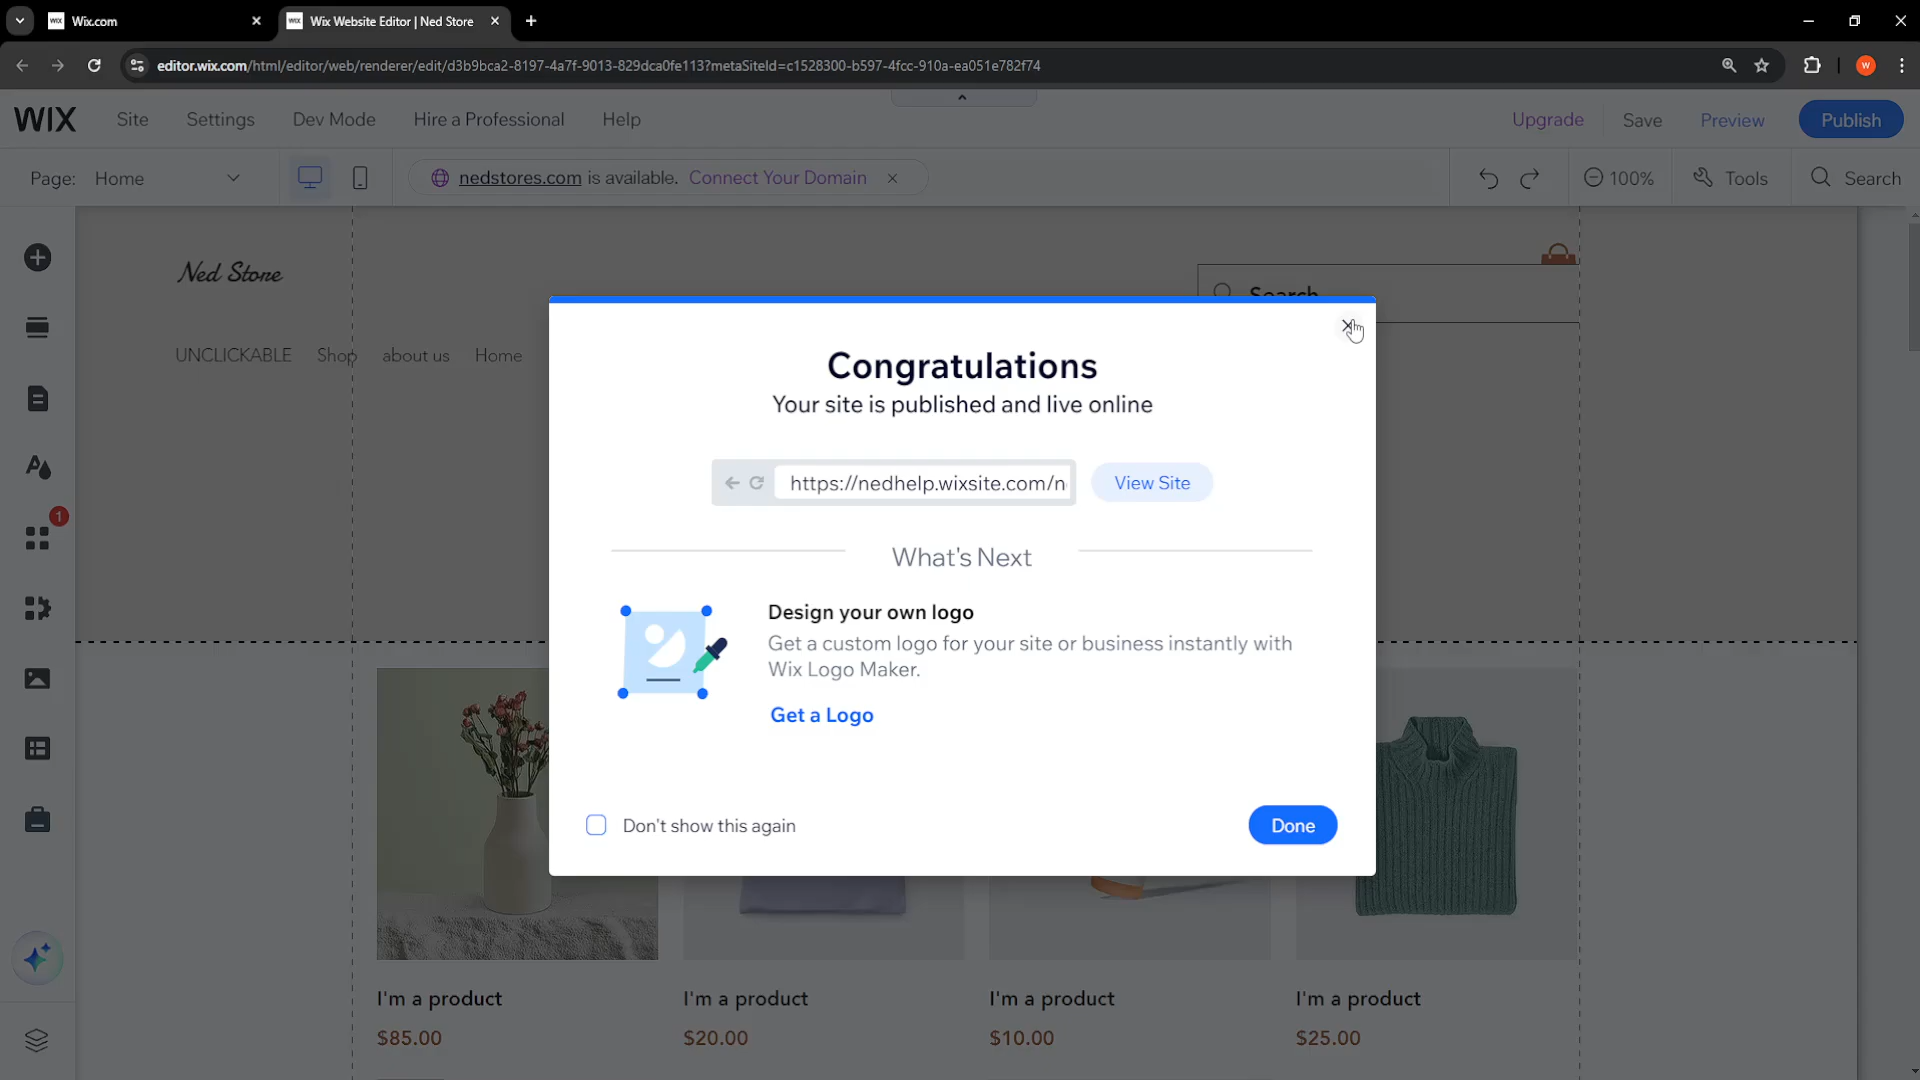 Wix.com
Wix Website Editor | Ned Store
editor.wix.com/html/editor/web/renderer/edit/d3b9bca2-8197-4a7f-9013-829dca0fe113?metaSiteId=c1528300-b597-4fcc-910a-ea051e782f74
W
WIX
Site
Settings
Dev Mode
Hire a Professional
Help
Upgrade
Save
Preview
Publish
Page: Home
nedstores.com is available. Connect Your Domain
100%
Tools
Search
Ned Store
Search
UNCLICKABLE
Shop
about us
Home
Congratulations
Your site is published and live online
https://nedhelp.wixsite.com/n
View Site
What's Next
1
Design your own logo
Get a custom logo for your site or business instantly with
Wix Logo Maker.
Get a Logo
Don't show this again
Done
I'm a product
I'm a product
I'm a product
I'm a product
$85.00
$20.00
$10.00
$25.00